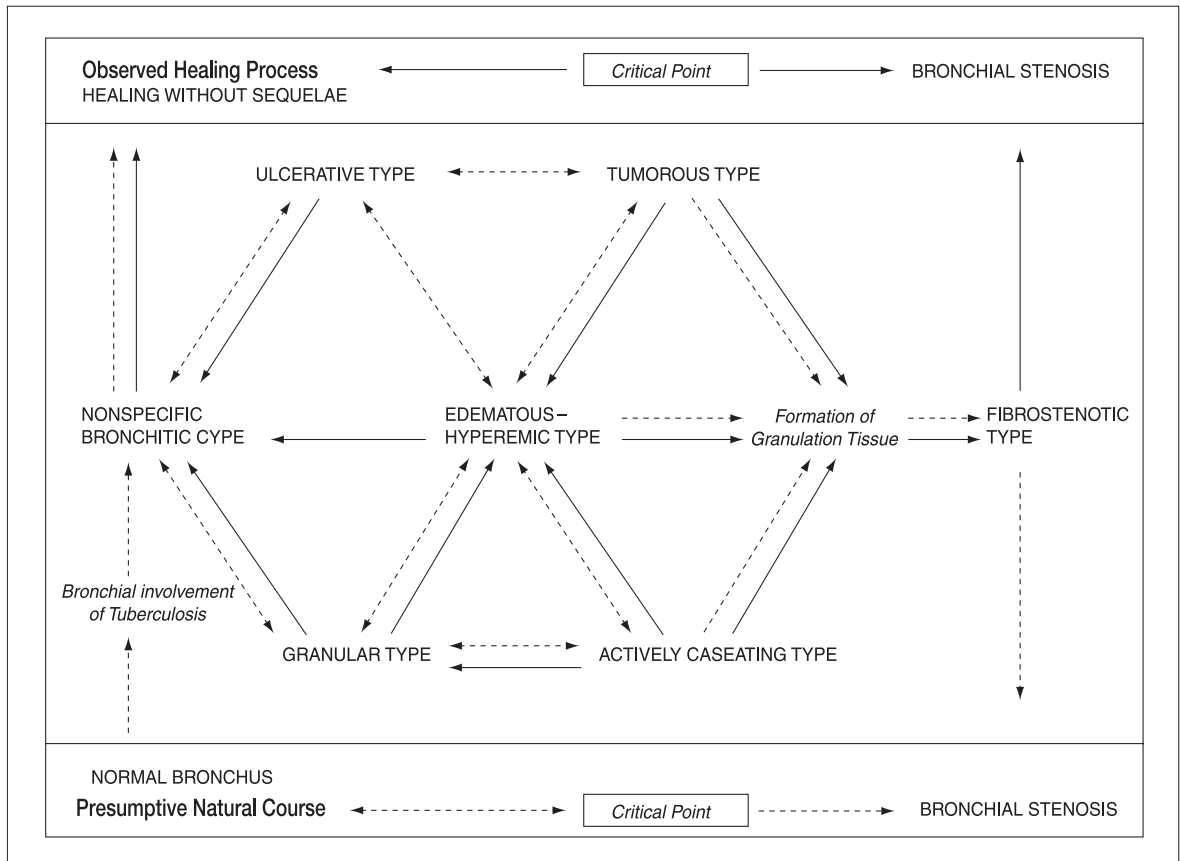 Observed Healing Process
HEALING WITHOUT SEQUELAE
Critical Point
BRONCHIAL STENOSIS
ULCERATIVE TYPE
TUMOROUS TYPE
NONSPECIFIC
BRONCHITIC CYPE
EDEMATOUS–
HYPEREMIC TYPE
Formation of
Granulation Tissue
FIBROSTENOTIC
TYPE
Bronchial involvement
of Tuberculosis
GRANULAR TYPE
ACTIVELY CASEATING TYPE
NORMAL BRONCHUS
Presumptive Natural Course
Critical Point
BRONCHIAL STENOSIS